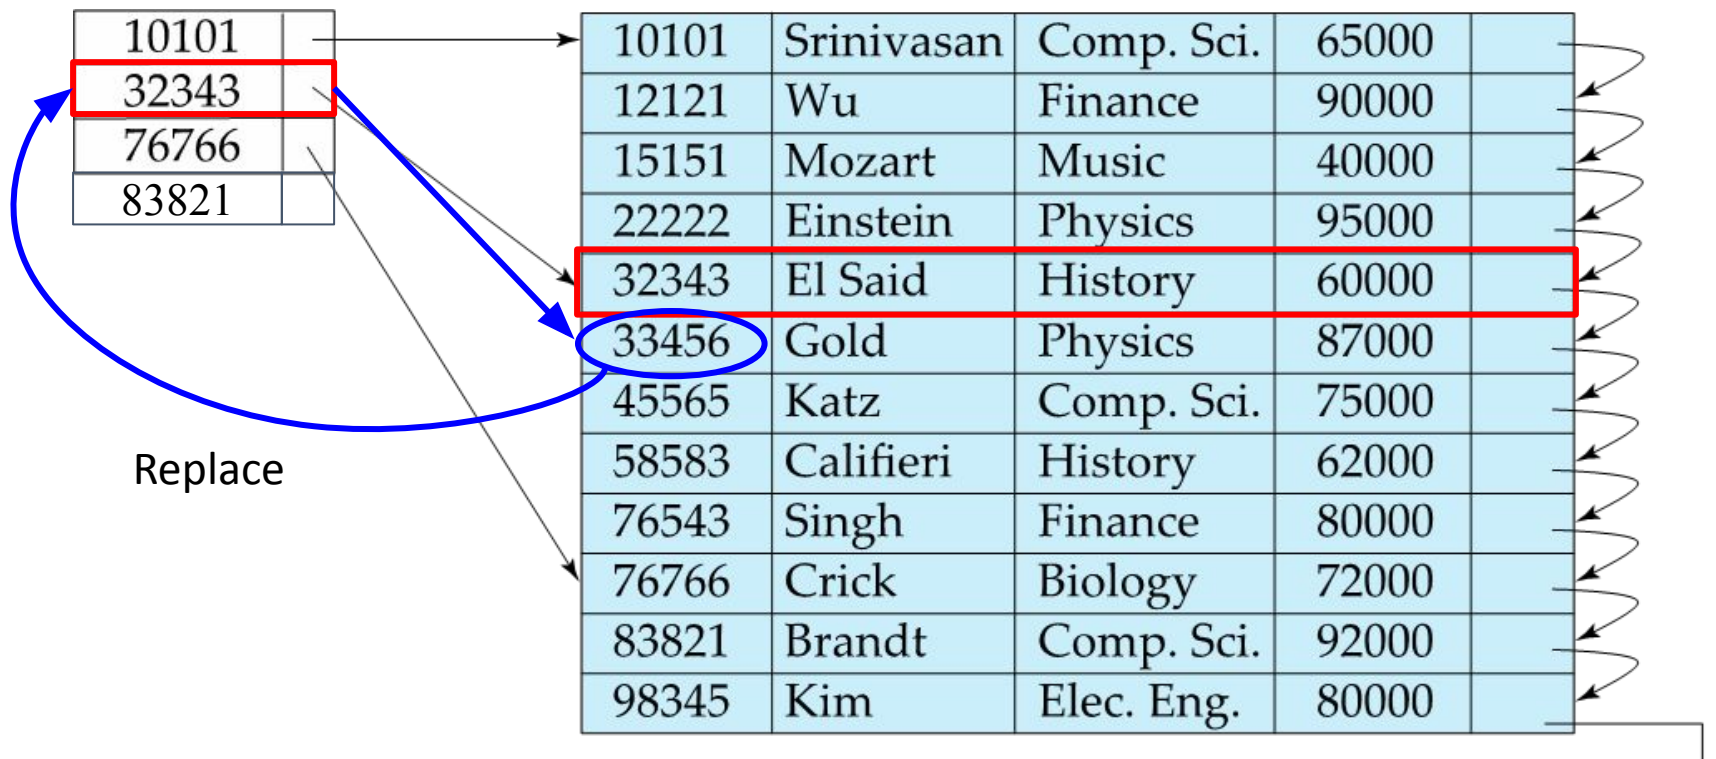 10101
32343
76766
83821
Replace
10101 Srinivasan Comp. Sci. 65000
12121 Wu Finance 90000
15151 Mozart Music 40000
22222 Einstein Physics 95000
32343 El Said History 60000
33456 Gold Physics 87000
45565 Katz Comp. Sci. 75000
58583 Califieri History 62000
76543 Singh Finance 80000
76766 Crick Biology 72000
83821 Brandt Comp. Sci. 92000
98345 Kim Elec. Eng. 80000